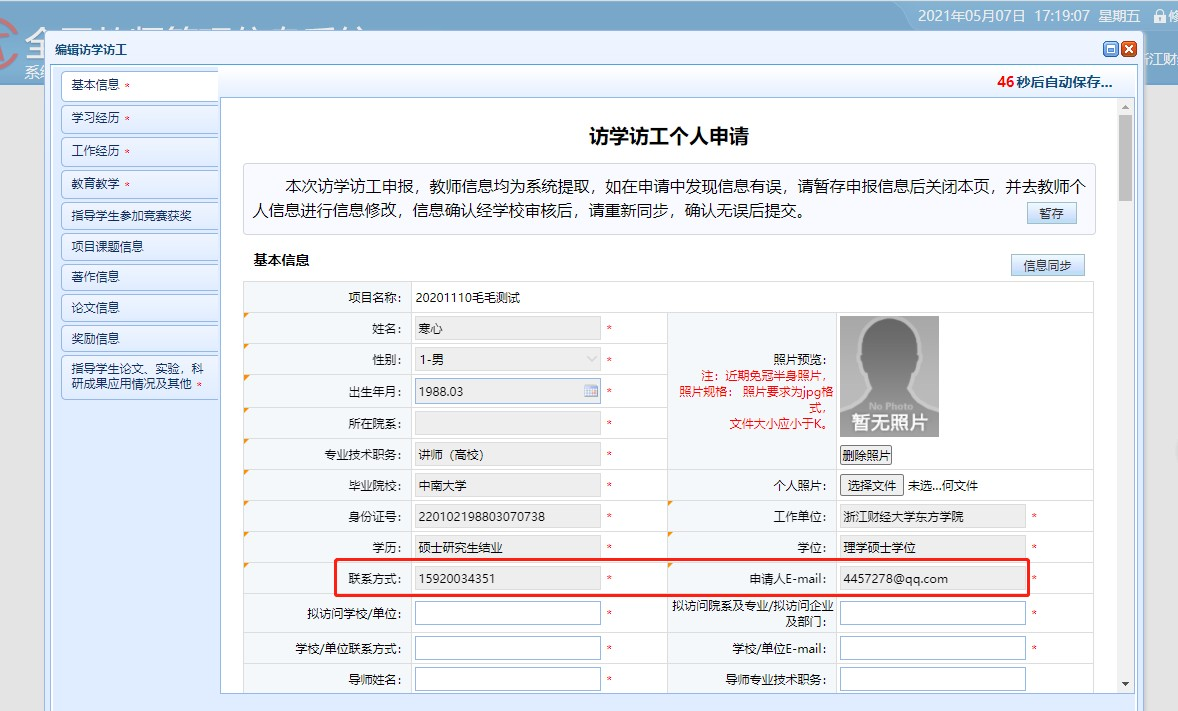 2021年05月07日 17:19:07 星期五
编辑访学访工
46秒后自动保存...
基本信息 *
学习经历 *
工作经历 *
教育教学 *
指导学生参加竞赛获奖
项目课题信息
著作信息
论文信息
奖励信息
指导学生论文、实验，科
研成果应用情况及其他 *
访学访工个人申请
本次访学访工申报，教师信息均为系统提取，如在申请中发现信息有误，请暂存申报信息后关闭本页，并去教师个
人信息进行信息修改，信息确认经学校审核后，请重新同步，确认无误后提交。
暂存
基本信息
信息同步
项目名称： 20201110毛毛测试
姓名： 寒心 *
性别： 1-男 *
出生年月： 1988.03 *
所在院系： *
专业技术职务： 讲师（高校） *
照片预览：
注：近期免冠半身照片，
照片规格： 照片要求为jpg格
式，
文件大小应小于K。
No Photo
暂无照片
删除照片
毕业院校： 中南大学 * 个人照片： 选择文件 未选...何文件
身份证号： 220102198803070738 * 工作单位： 浙江财经大学东方学院 *
学历： 硕士研究生结业 * 学位： 理学硕士学位 *
联系方式： 15920034351 * 申请人E-mail： 4457278@qq.com *
拟访问学校/单位： * 拟访问院系及专业/拟访问企业
及部门： *
学校/单位联系方式： * 学校/单位E-mail： *
导师姓名： * 导师专业技术职务：